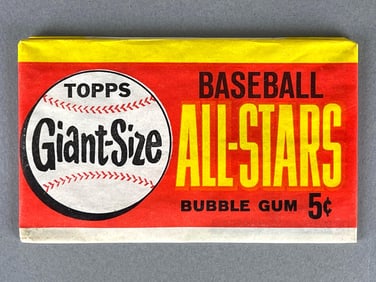 TOPPS
Giant-Size
BASEBALL
ALL-STARS
BUBBLE GUM 5¢